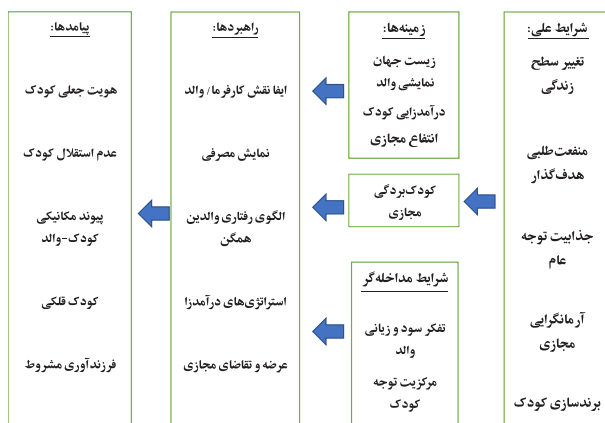 شرایط علی:
تغییر سطح
زندگی
منفعت‌طلبی
هدف‌گذار
جذابیت توجه
عام
آرمانگرایی
مجازی
برندسازی کودک
زمینه‌ها:
زیست جهان
نمایشی والد
درآمدزایی کودک
انتفاع مجازی
کودک‌بردگی
مجازی
شرایط مداخله‌گر
تفکر سود و زیانی
والد
مرکزیت توجه
کودک
راهبردها:
ایفا نقش کارفرما/ والد
نمایش مصرفی
الگوی رفتاری والدین
همگن
استراتژی‌های درآمدزا
عرضه و تقاضای مجازی
پیامدها:
هویت جعلی کودک
عدم استقلال کودک
پیوند مکانیکی
کودک-والد
کودک قلکی
فرزندآوری مشروط